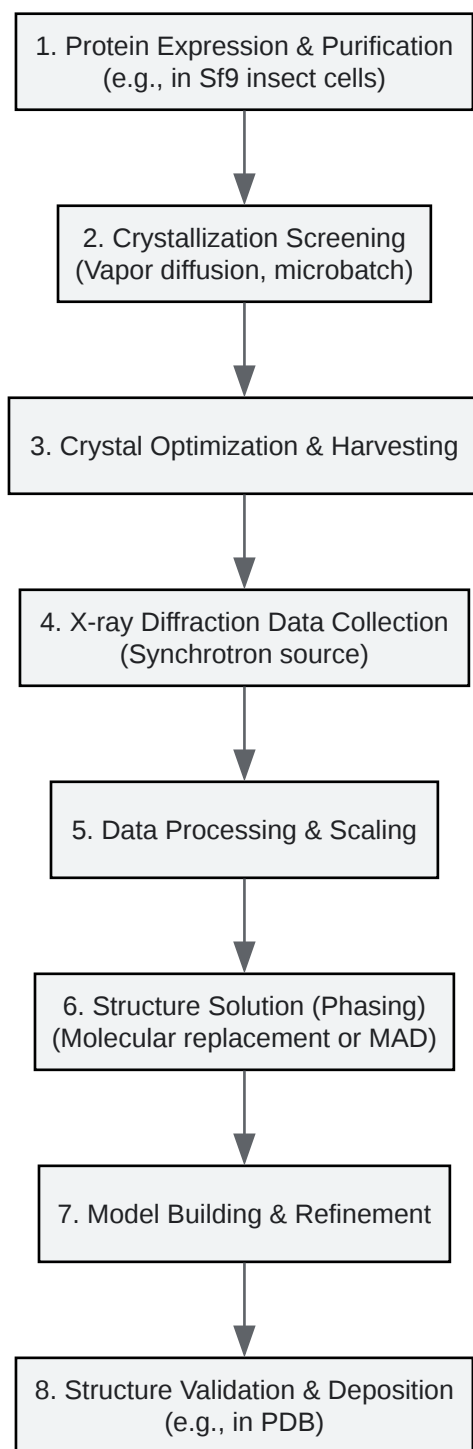 1. Protein Expression & Purification
(e.g., in Sf9 insect cells)
2. Crystallization Screening
(Vapor diffusion, microbatch)
3. Crystal Optimization & Harvesting
4. X-ray Diffraction Data Collection
(Synchrotron source)
5. Data Processing & Scaling
6. Structure Solution (Phasing)
(Molecular replacement or MAD)
7. Model Building & Refinement
8. Structure Validation & Deposition
(e.g., in PDB)